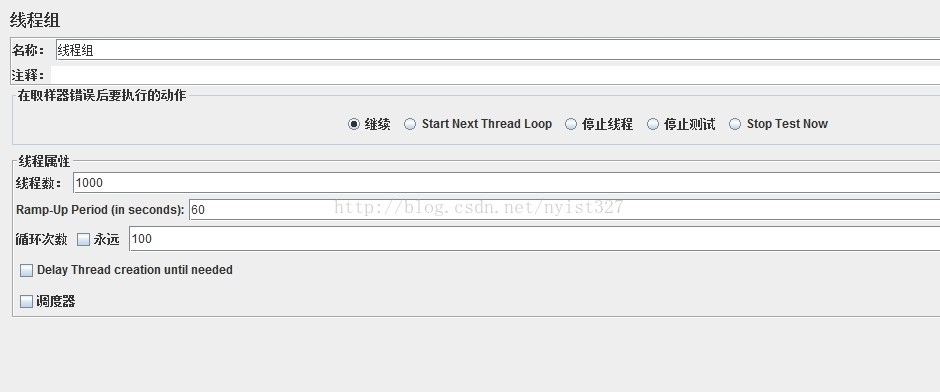 线程组
名称： 线程组
注释：
在取样器错误后要执行的动作
继续 Start Next Thread Loop 停止线程 停止测试 Stop Test Now
线程属性
线程数： 1000
Ramp-Up Period (in seconds): 60
http://blog.csdn.net/nyist327
循环次数 永远 100
Delay Thread creation until needed
调度器